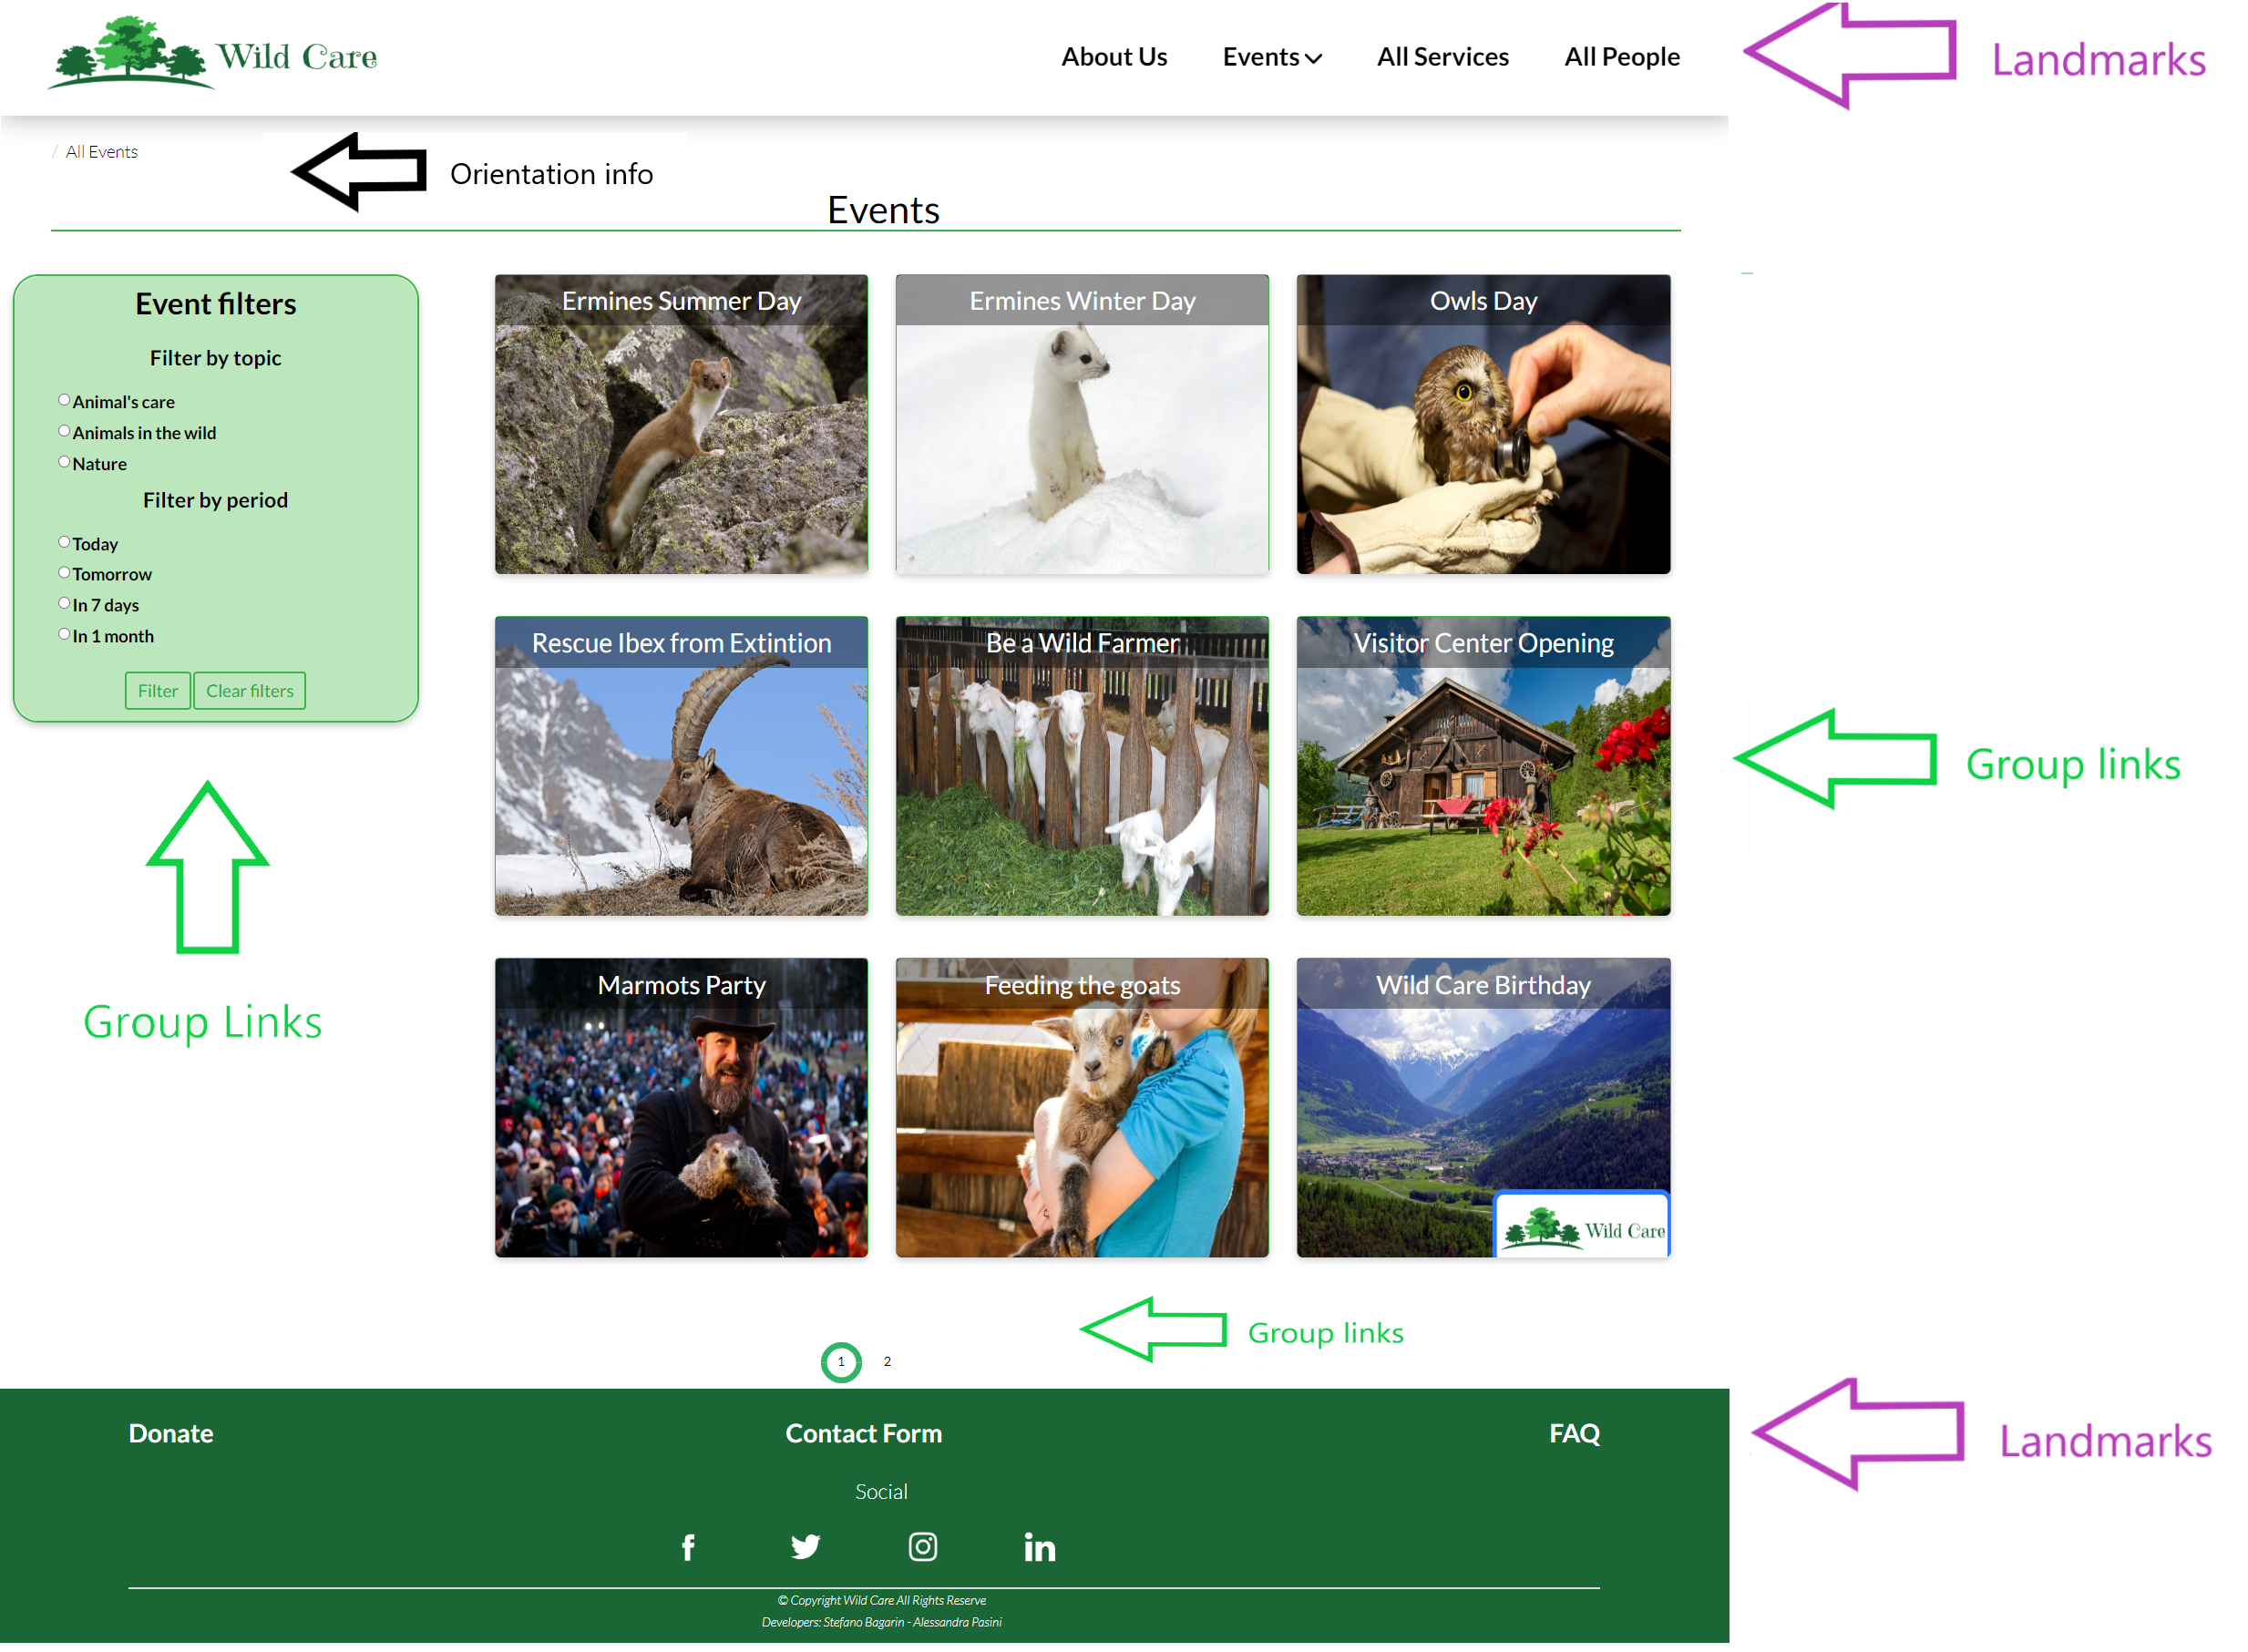 Wild Care
About Us
Events
All Services
All People
Landmarks
/ All Events
Orientation info
Events
Event filters
Filter by topic
Animal's care
Animals in the wild
Nature
Filter by period
Today
Tomorrow
In 7 days
In 1 month
Filter
Clear filters
Group Links
Ermines Summer Day
Ermines Winter Day
Owls Day
Rescue Ibex from Extintion
Be a Wild Farmer
Visitor Center Opening
Group links
Marmots Party
Feeding the goats
Wild Care Birthday
Wild Care
Group links
1
2
Donate
Contact Form
FAQ
Landmarks
Social
© Copyright Wild Care All Rights Reserve
Developers: Stefano Bagarin - Alessandra Pasini